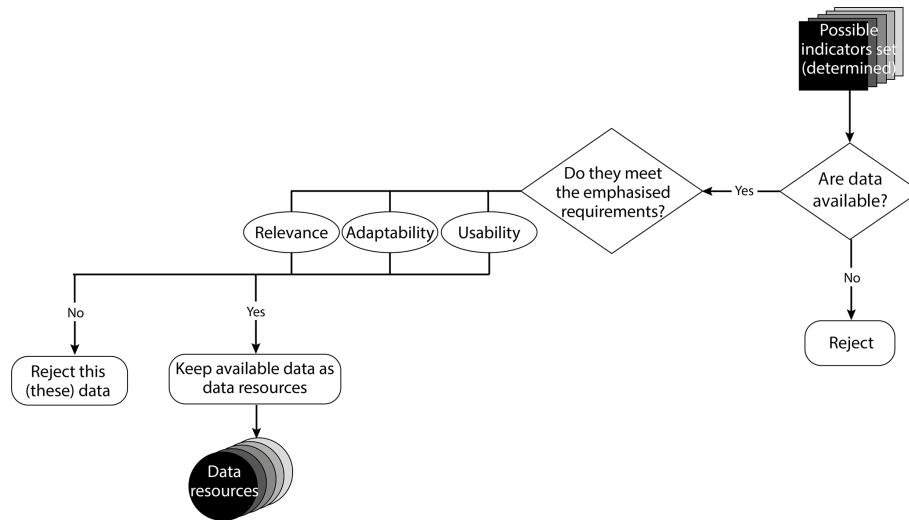 Possible
indicators set
(determined)
Are data
available?
Yes
Do they meet
the emphasised
requirements?
Relevance
Adaptability
Usability
No
Reject
No
Yes
Reject this
(these) data
Keep available data as
data resources
Data
resources